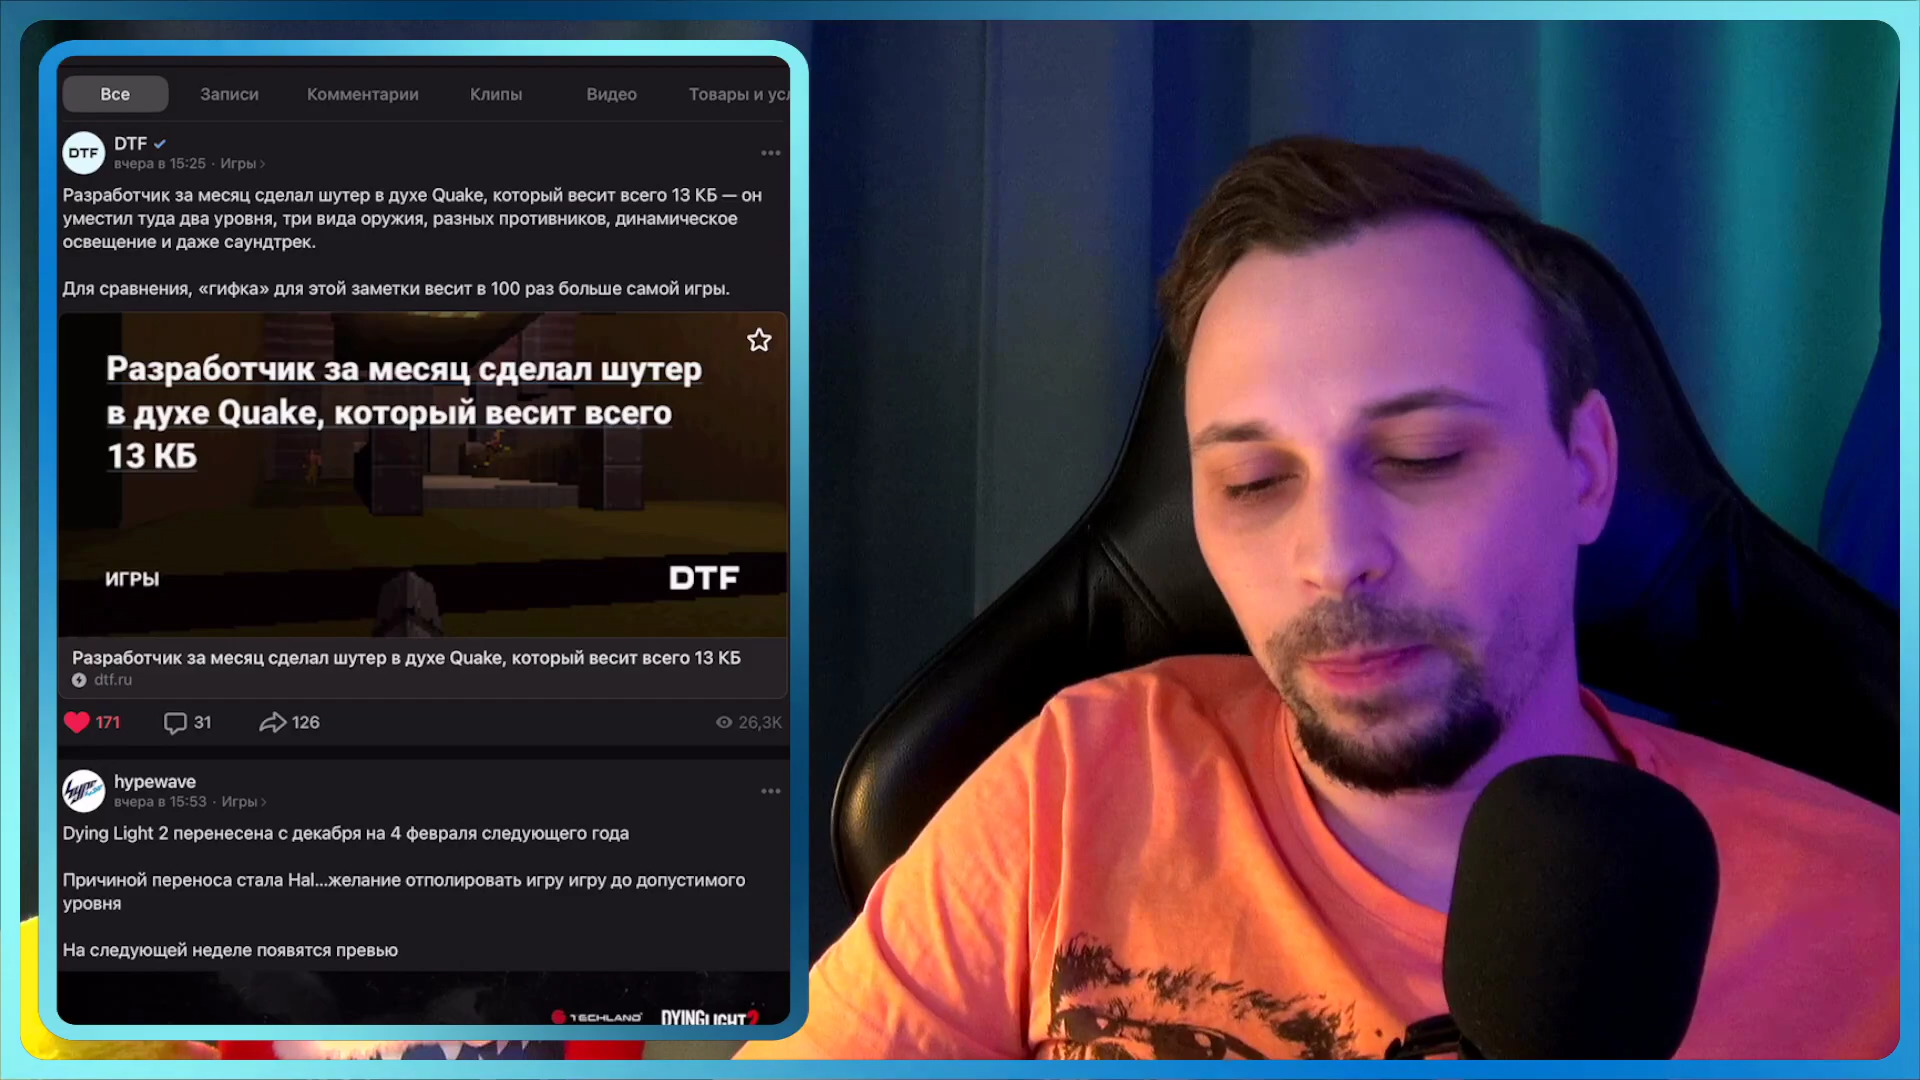 Все Записи Комментарии Клипы Видео Товары и усл
DTF
DTF
вчера в 15:25 · Игры
Разработчик за месяц сделал шутер в духе Quake, который весит всего 13 КБ — он
уместил туда два уровня, три вида оружия, разных противников, динамическое
освещение и даже саундтрек.
Для сравнения, «гифка» для этой заметки весит в 100 раз больше самой игры.
Разработчик за месяц сделал шутер
в духе Quake, который весит всего
13 КБ
ИГРЫ
DTF
Разработчик за месяц сделал шутер в духе Quake, который весит всего 13 КБ
dtf.ru
171 31 126 26,3K
hypewave
вчера в 15:53 · Игры
Dying Light 2 перенесена с декабря на 4 февраля следующего года
Причиной переноса стала Hal...желание отполировать игру игру до допустимого
уровня
На следующей неделе появятся превью
TECHLAND DYING LIGHT 2